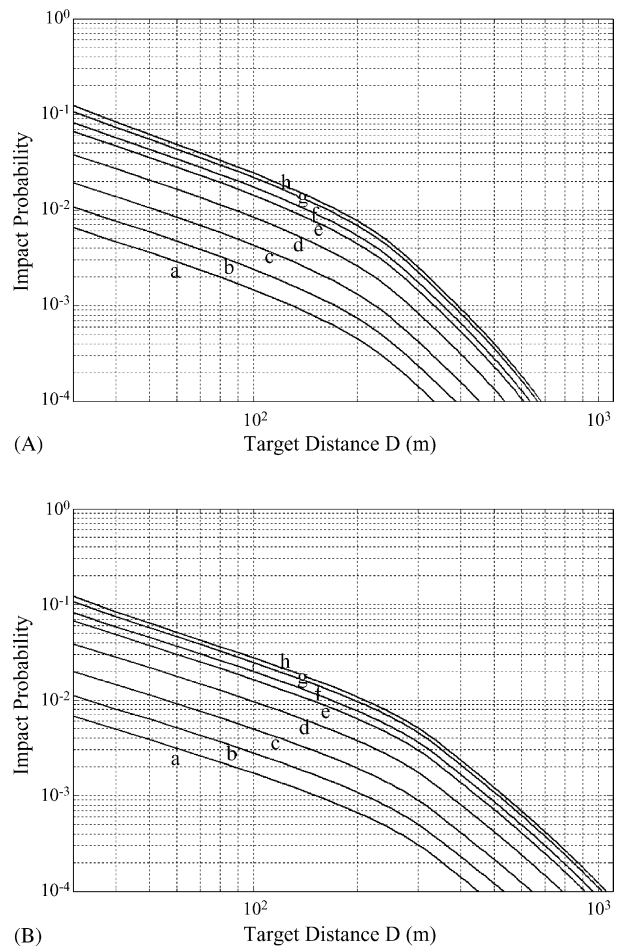 10⁰
10⁻¹
10⁻²
10⁻³
10⁻⁴
Impact Probability
h
g
f
e
d
c
b
a
10²
10³
(A)
Target Distance D (m)
10⁰
10⁻¹
10⁻²
10⁻³
10⁻⁴
Impact Probability
h
g
f
e
d
c
b
a
10²
10³
(B)
Target Distance D (m)